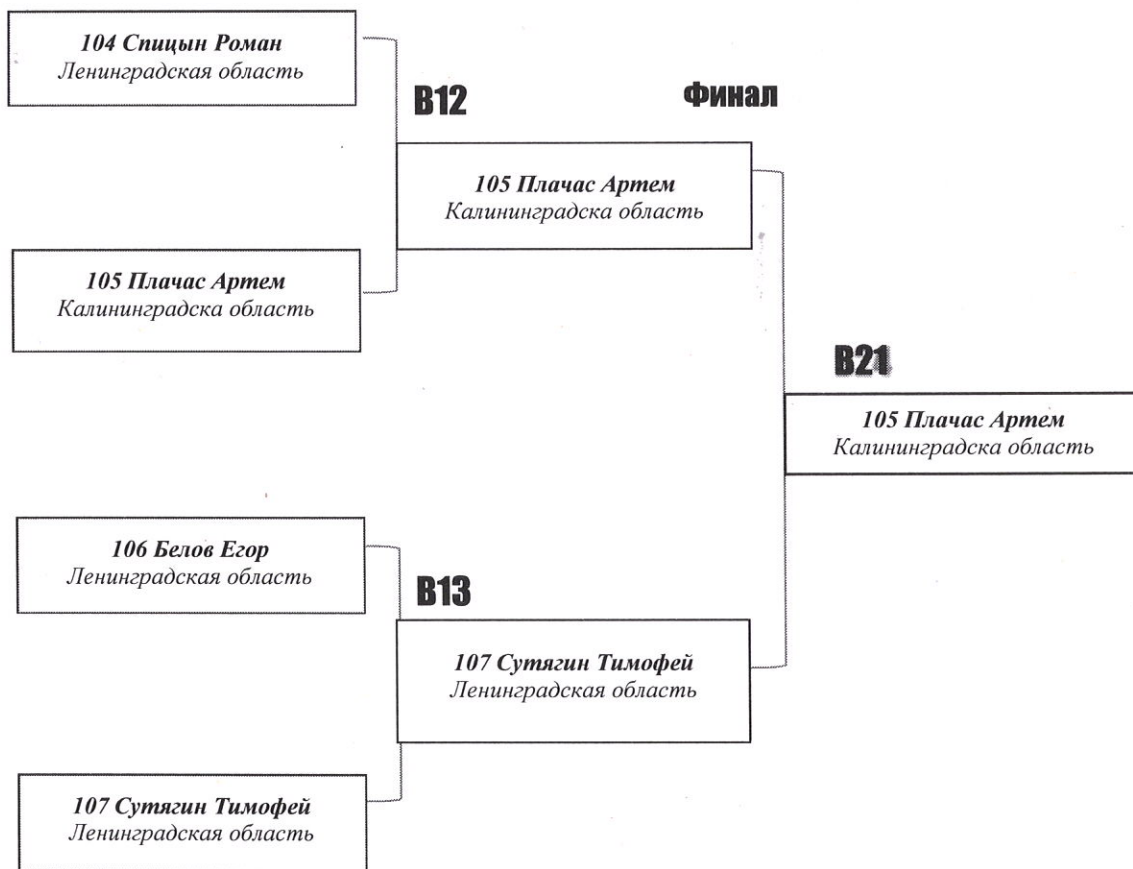 104 Спицын Роман
Ленинградская область
В12
Финал
105 Плачас Артем
Калининградска область
105 Плачас Артем
Калининградска область
В21
105 Плачас Артем
Калининградска область
106 Белов Егор
Ленинградская область
В13
107 Сутягин Тимофей
Ленинградская область
107 Сутягин Тимофей
Ленинградская область